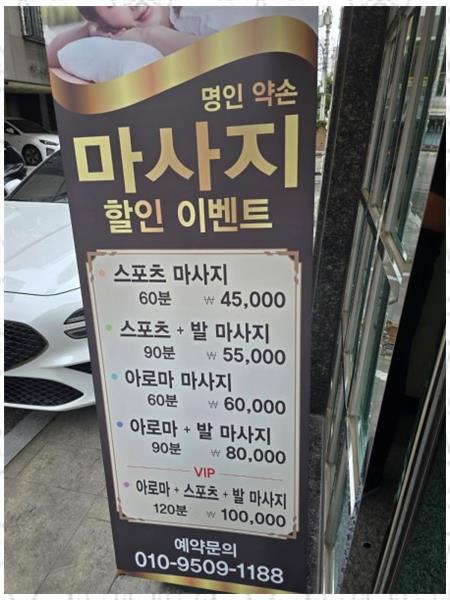 명인 약손
마사지
할인 이벤트
스포츠 마사지
60분 ₩ 45,000
스포츠 + 발 마사지
90분 ₩ 55,000
아로마 마사지
60분 ₩ 60,000
아로마 + 발 마사지
90분 ₩ 80,000
VIP
아로마 + 스포츠 + 발 마사지
120분 ₩ 100,000
예약문의
010-9509-1188